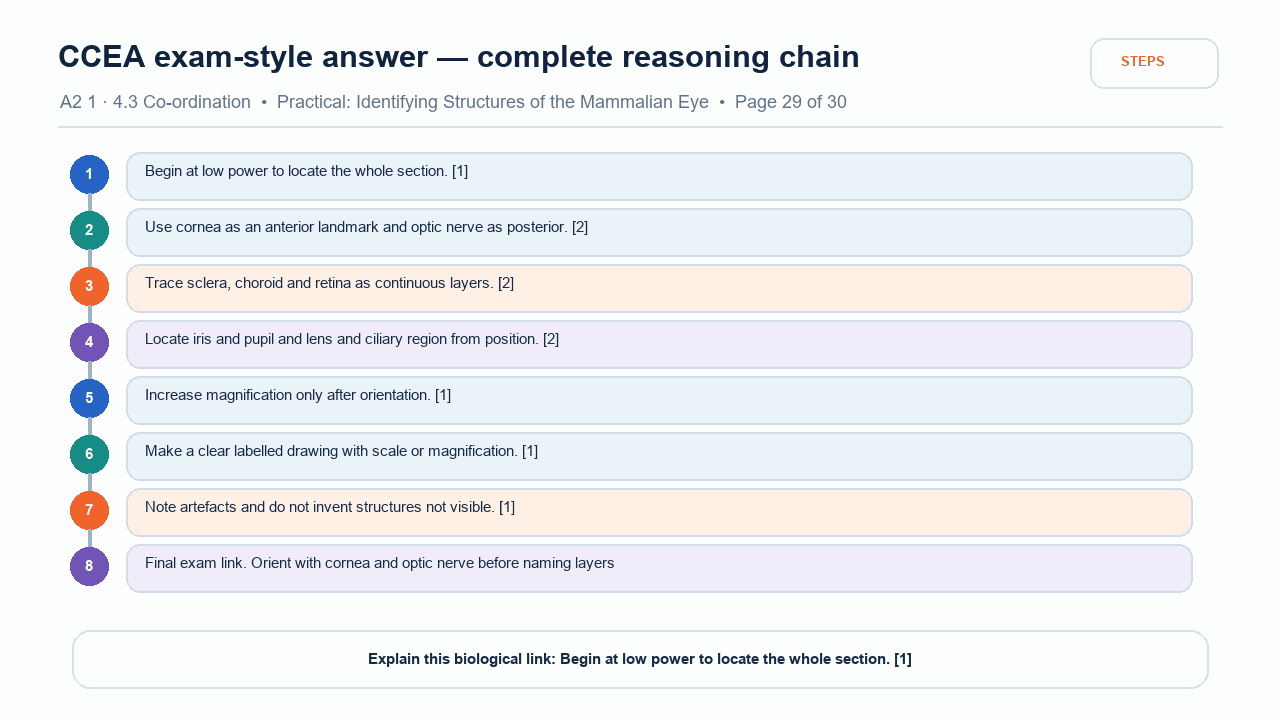 CCEA exam-style answer — complete reasoning chain
STEPS
A2 1 · 4.3 Co-ordination • Practical: Identifying Structures of the Mammalian Eye • Page 29 of 30
1 Begin at low power to locate the whole section. [1]
2 Use cornea as an anterior landmark and optic nerve as posterior. [2]
3 Trace sclera, choroid and retina as continuous layers. [2]
4 Locate iris and pupil and lens and ciliary region from position. [2]
5 Increase magnification only after orientation. [1]
6 Make a clear labelled drawing with scale or magnification. [1]
7 Note artefacts and do not invent structures not visible. [1]
8 Final exam link. Orient with cornea and optic nerve before naming layers
Explain this biological link: Begin at low power to locate the whole section. [1]